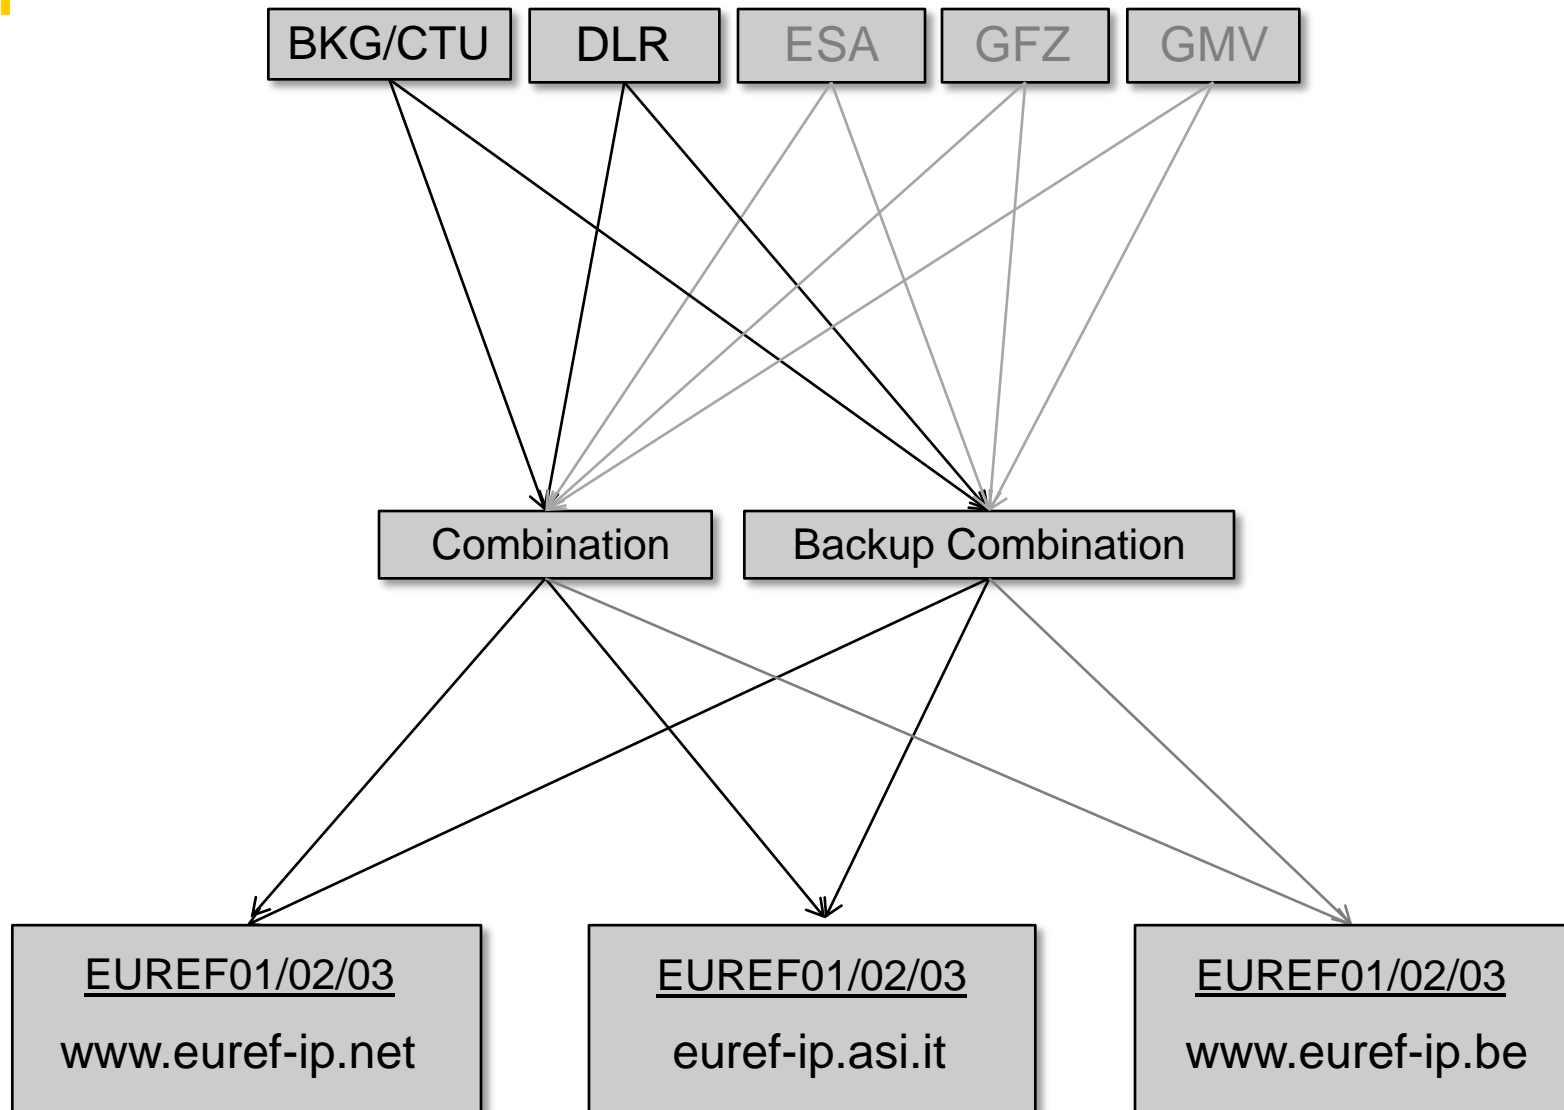 BKG/CTU
DLR
ESA
GFZ
GMV
Combination
Backup Combination
EUREF01/02/03
www.euref-ip.net
EUREF01/02/03
euref-ip.asi.it
EUREF01/02/03
www.euref-ip.be